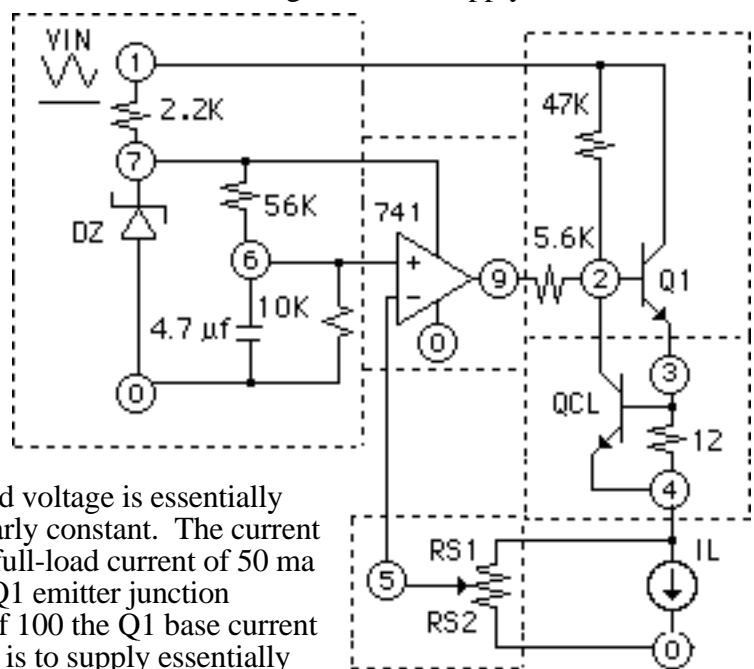 VIN
1
2.2K
7
DZ
0
56K
6
4.7 µf
10K
741
+
−
0
9
5.6K
47K
2
Q1
3
QCL
12
4
5
RS1
RS2
IL
0
d voltage is essentially
arly constant. The current
full-load current of 50 ma
Q1 emitter junction
f 100 the Q1 base current
is to supply essentially